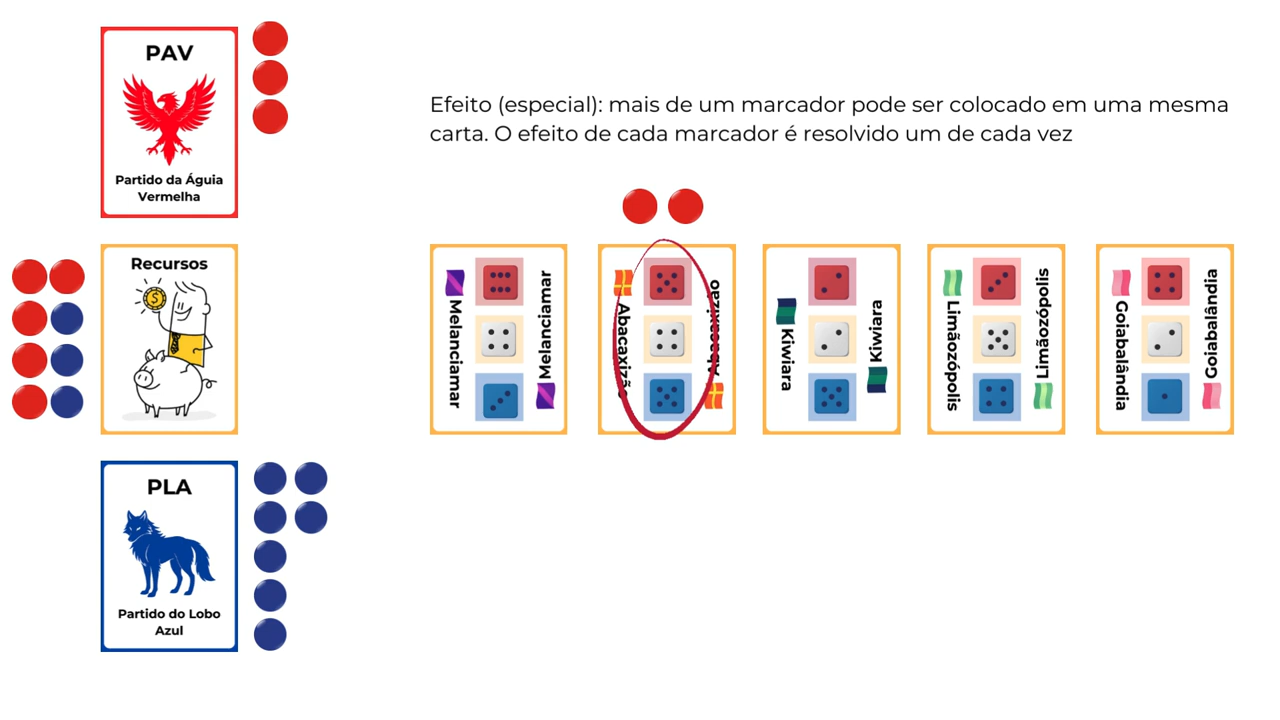 PAV
Partido da Águia
Vermelha
Efeito (especial): mais de um marcador pode ser colocado em uma mesma
carta. O efeito de cada marcador é resolvido um de cada vez
Recursos
$
Melanciamar
Melanciamar
Abacaxizão
Abacaxizão
Kiwiara
Kiwiara
Limãozópolis
Limãozópolis
Goiabalândia
Goiabalândia
PLA
Partido do Lobo
Azul